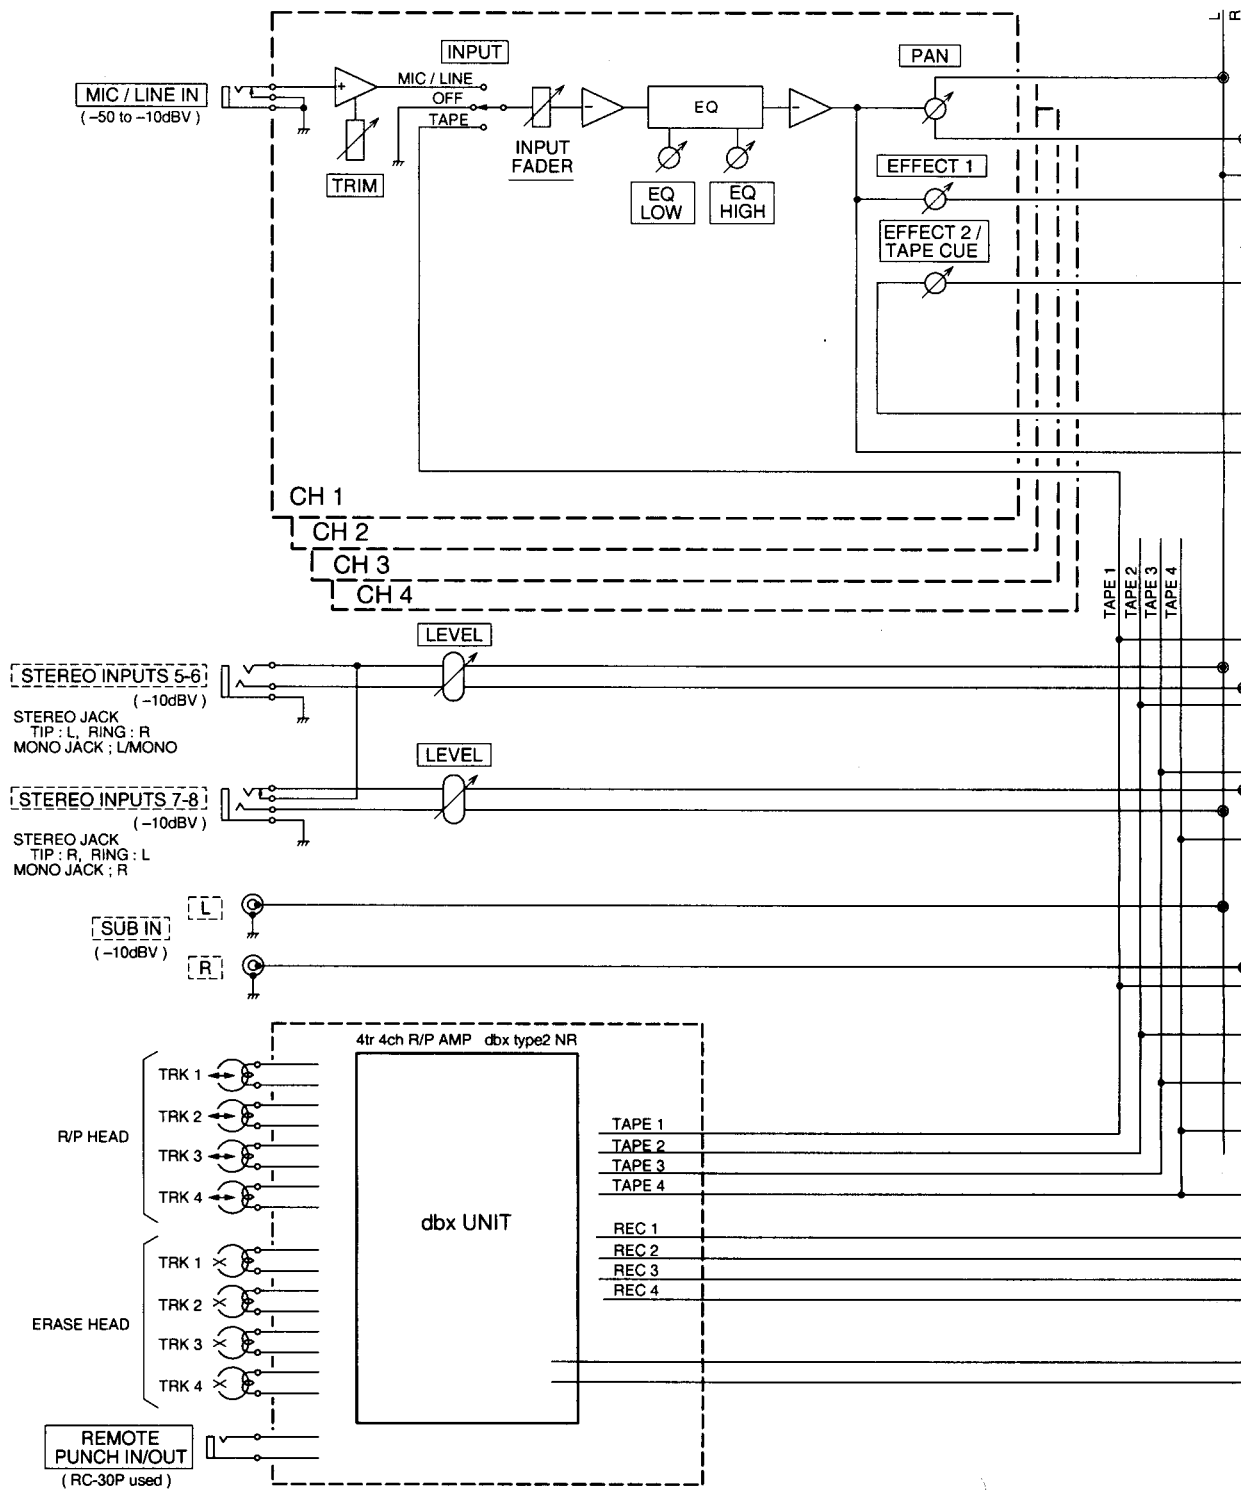 L
R
INPUT
PAN
MIC / LINE IN
( –50 to –10dBV )
MIC / LINE
OFF
TAPE
TRIM
INPUT
FADER
EQ
EQ
LOW
EQ
HIGH
EFFECT 1
EFFECT 2 /
TAPE CUE
CH 1
CH 2
CH 3
CH 4
TAPE 1
TAPE 2
TAPE 3
TAPE 4
LEVEL
STEREO INPUTS 5-6
( –10dBV )
STEREO JACK
TIP : L, RING : R
MONO JACK ; L/MONO
LEVEL
STEREO INPUTS 7-8
( –10dBV )
STEREO JACK
TIP : R, RING : L
MONO JACK ; R
L
SUB IN
( –10dBV )
R
4tr 4ch R/P AMP dbx type2 NR
R/P HEAD
TRK 1
TRK 2
TRK 3
TRK 4
dbx UNIT
TAPE 1
TAPE 2
TAPE 3
TAPE 4
REC 1
REC 2
REC 3
REC 4
ERASE HEAD
TRK 1
TRK 2
TRK 3
TRK 4
REMOTE
PUNCH IN/OUT
( RC-30P used )